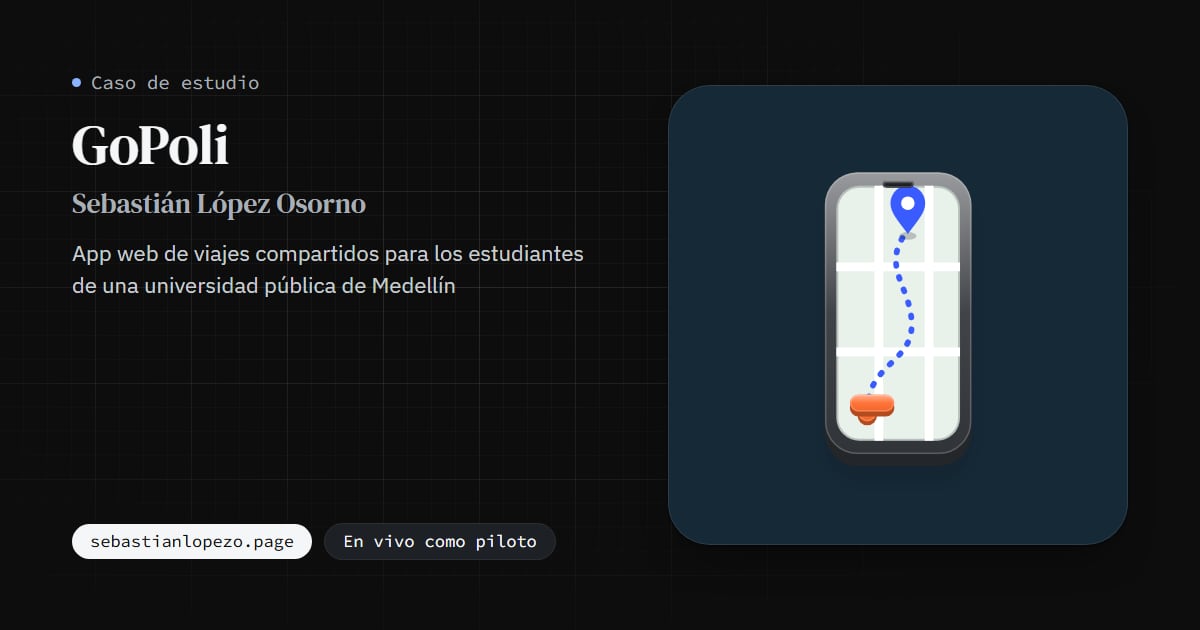 Caso de estudio
GoPoli
Sebastián López Osorno
App web de viajes compartidos para los estudiantes
de una universidad pública de Medellín
sebastianlopezo.page
En vivo como piloto